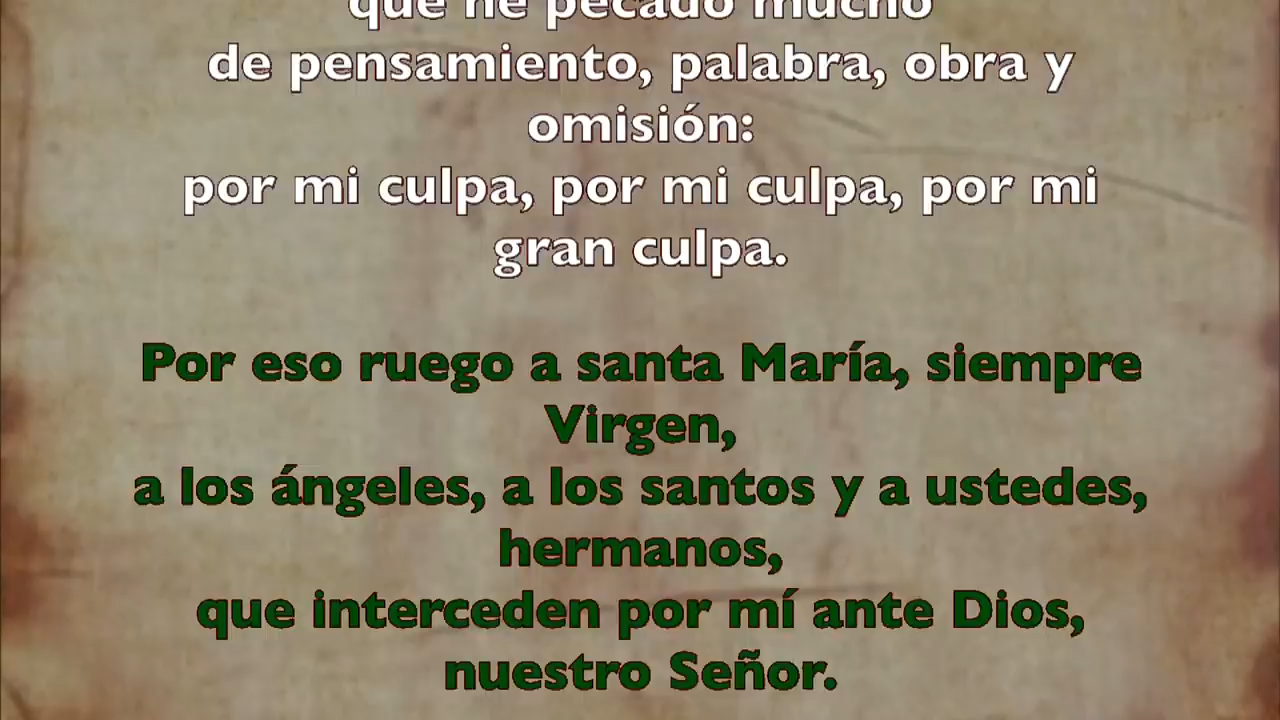 que he pecado mucho
de pensamiento, palabra, obra y
omisión:
por mi culpa, por mi culpa, por mi
gran culpa.
Por eso ruego a santa María, siempre
Virgen,
a los ángeles, a los santos y a ustedes,
hermanos,
que interceden por mí ante Dios,
nuestro Señor.